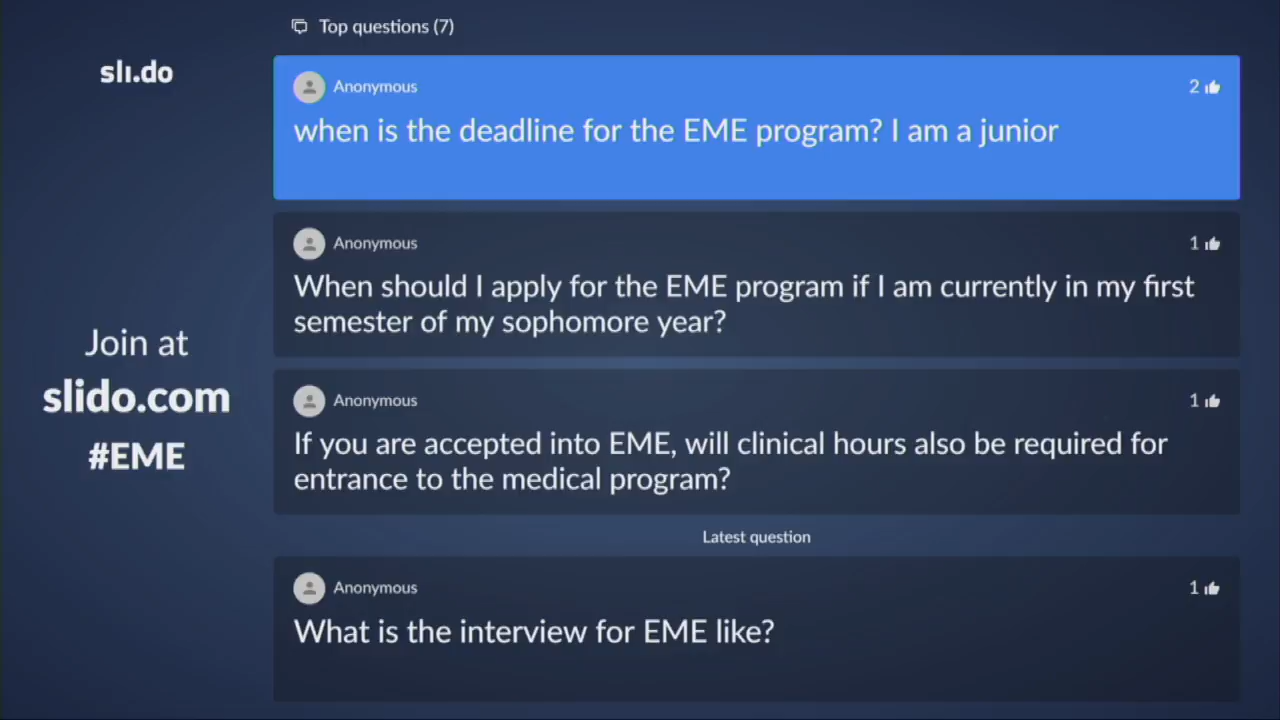 Top questions (7)
sli.do
Anonymous
2
when is the deadline for the EME program? I am a junior
Anonymous
1
When should I apply for the EME program if I am currently in my first
semester of my sophomore year?
Join at
slido.com
#EME
Anonymous
1
If you are accepted into EME, will clinical hours also be required for
entrance to the medical program?
Latest question
Anonymous
1
What is the interview for EME like?